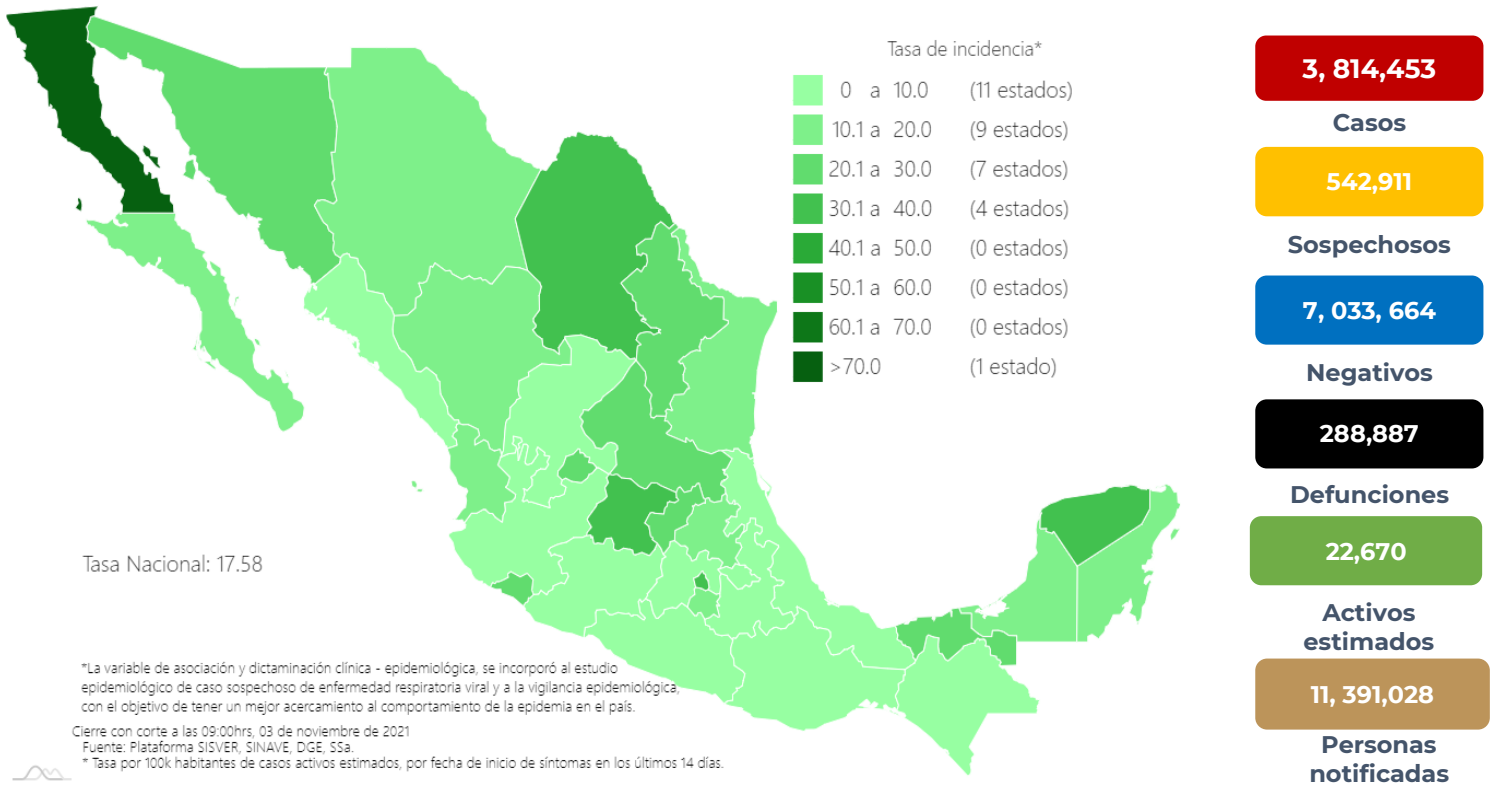 Tasa de incidencia*
0 a 10.0 (11 estados)
10.1 a 20.0 (9 estados)
20.1 a 30.0 (7 estados)
30.1 a 40.0 (4 estados)
40.1 a 50.0 (0 estados)
50.1 a 60.0 (0 estados)
60.1 a 70.0 (0 estados)
>70.0 (1 estado)
Tasa Nacional: 17.58
*La variable de asociación y dictaminación clínica - epidemiológica, se incorporó al estudio
epidemiológico de caso sospechoso de enfermedad respiratoria viral y a la vigilancia epidemiológica,
con el objetivo de tener un mejor acercamiento al comportamiento de la epidemia en el país.
Cierre con corte a las 09:00hrs, 03 de noviembre de 2021
Fuente: Plataforma SISVER, SINAVE, DGE, SSa.
* Tasa por 100k habitantes de casos activos estimados, por fecha de inicio de síntomas en los últimos 14 días.
3, 814,453
Casos
542,911
Sospechosos
7, 033, 664
Negativos
288,887
Defunciones
22,670
Activos
estimados
11, 391,028
Personas
notificadas